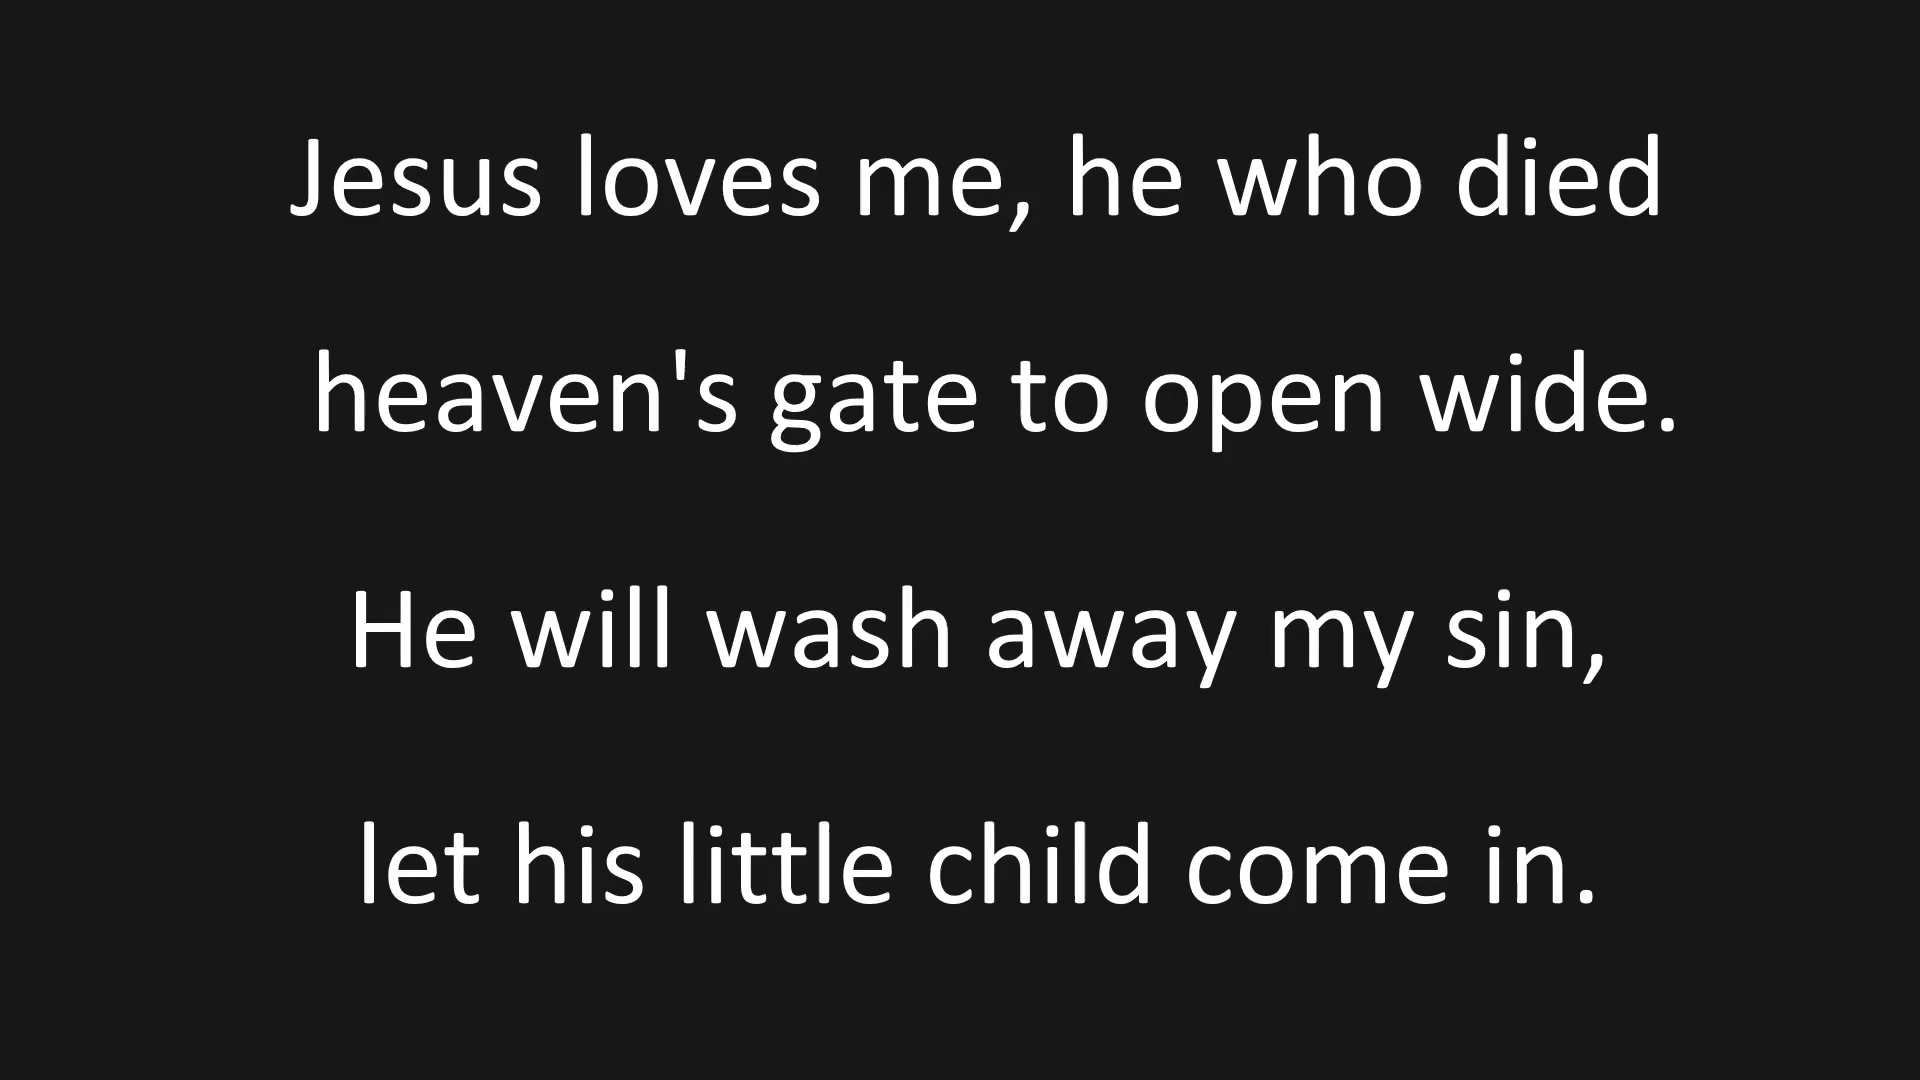 Jesus loves me, he who died
heaven's gate to open wide.
He will wash away my sin,
let his little child come in.